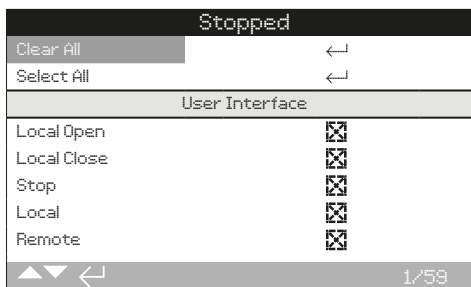 Stopped
Clear All
Select All
User Interface
Local Open
Local Close
Stop
Local
Remote
1/59